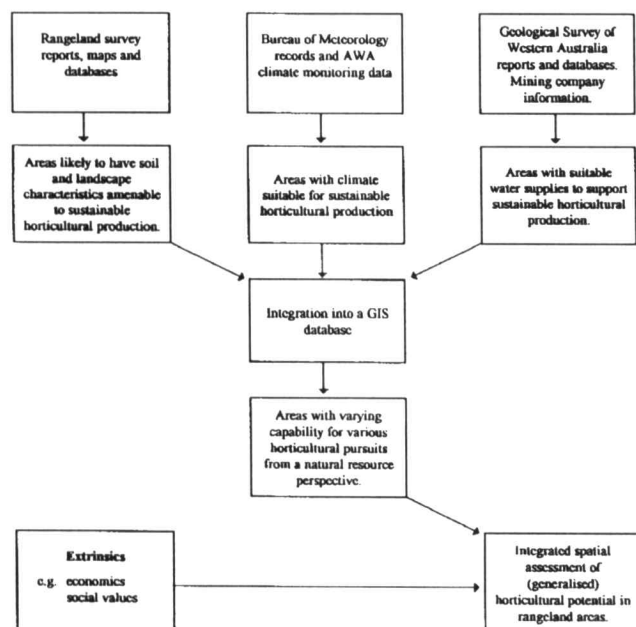 Rangeland survey
reports, maps and
databases
Bureau of Meteorology
records and AWA
climate monitoring data
Geological Survey of
Western Australia
reports and databases.
Mining company
information.
Areas likely to have soil
and landscape
characteristics amenable
to sustainable
horticultural production.
Areas with climate
suitable for sustainable
horticultural production
Areas with suitable
water supplies to support
sustainable horticultural
production.
Integration into a GIS
database
Areas with varying
capability for various
horticultural pursuits
from a natural resource
perspective.
Extrinsics
e.g. economics
social values
Integrated spatial
assessment of
(generalised)
horticultural potential in
rangeland areas.